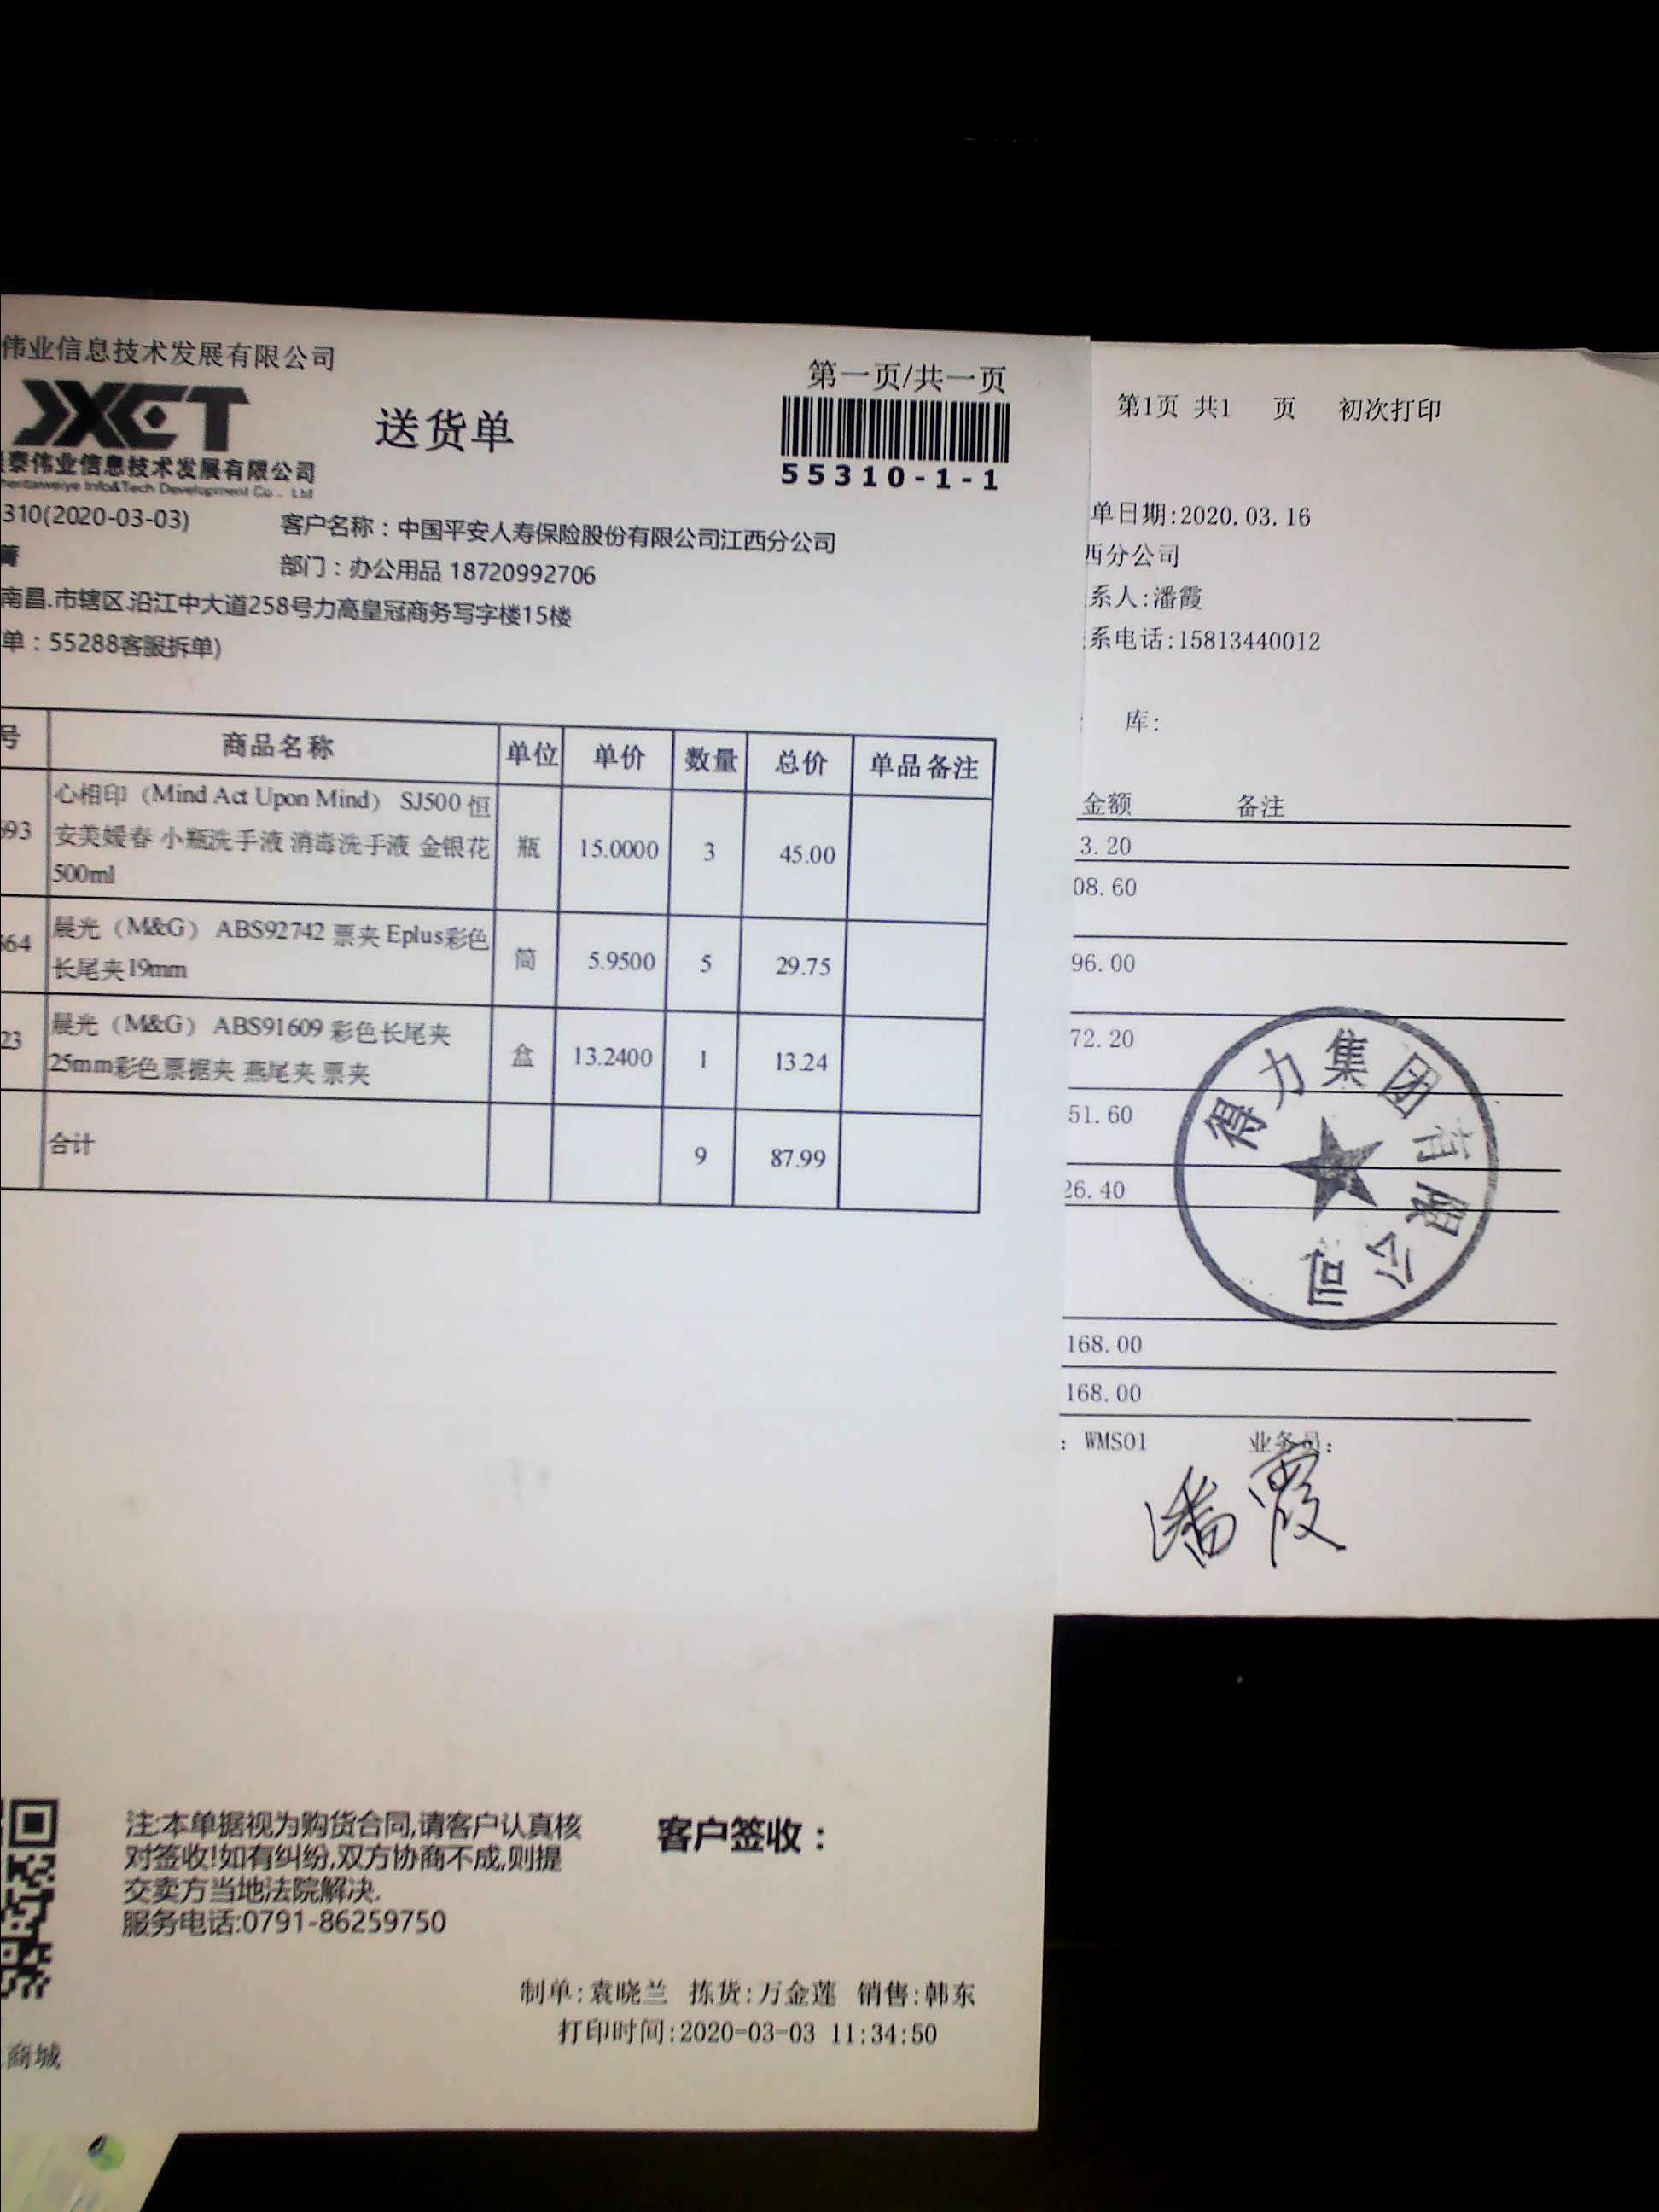 伟业信息技术发展有限公司
JXCT
泰伟业信息技术发展有限公司
Info&Tech Development Co., Ltd
送货单
第一页/共一页
55310-1-1
310(2020-03-03)
客户名称：中国平安人寿保险股份有限公司江西分公司
部门：办公用品 18720992706
南昌.市辖区.沿江中大道258号力高皇冠商务写字楼15楼
单：55288客服拆单)
号 商品名称 单位 单价 数量 总价 单品备注
693 心相印（Mind Act Upon Mind） SJ500 恒
安美媛春 小瓶洗手液 消毒洗手液 金银花
500ml
瓶 15.0000 3 45.00
364 晨光（M&G） ABS92742 票夹 Eplus彩色
长尾夹19mm
筒 5.9500 5 29.75
23 晨光（M&G） ABS91609 彩色长尾夹
25mm彩色票据夹 燕尾夹 票夹
盒 13.2400 1 13.24
合计 9 87.99
注:本单据视为购货合同,请客户认真核
对签收!如有纠纷,双方协商不成,则提
交卖方当地法院解决.
服务电话:0791-86259750
客户签收：
制单:袁晓兰 拣货:万金莲 销售:韩东
打印时间:2020-03-03 11:34:50
商城
第1页 共1 页 初次打印
单日期:2020.03.16
西分公司
系人:潘霞
系电话:15813440012
库:
金额 备注
3.20
08.60
96.00
72.20
51.60
26.40
得力集团有限公司
168.00
168.00
: WMS01 业务员:
潘霞